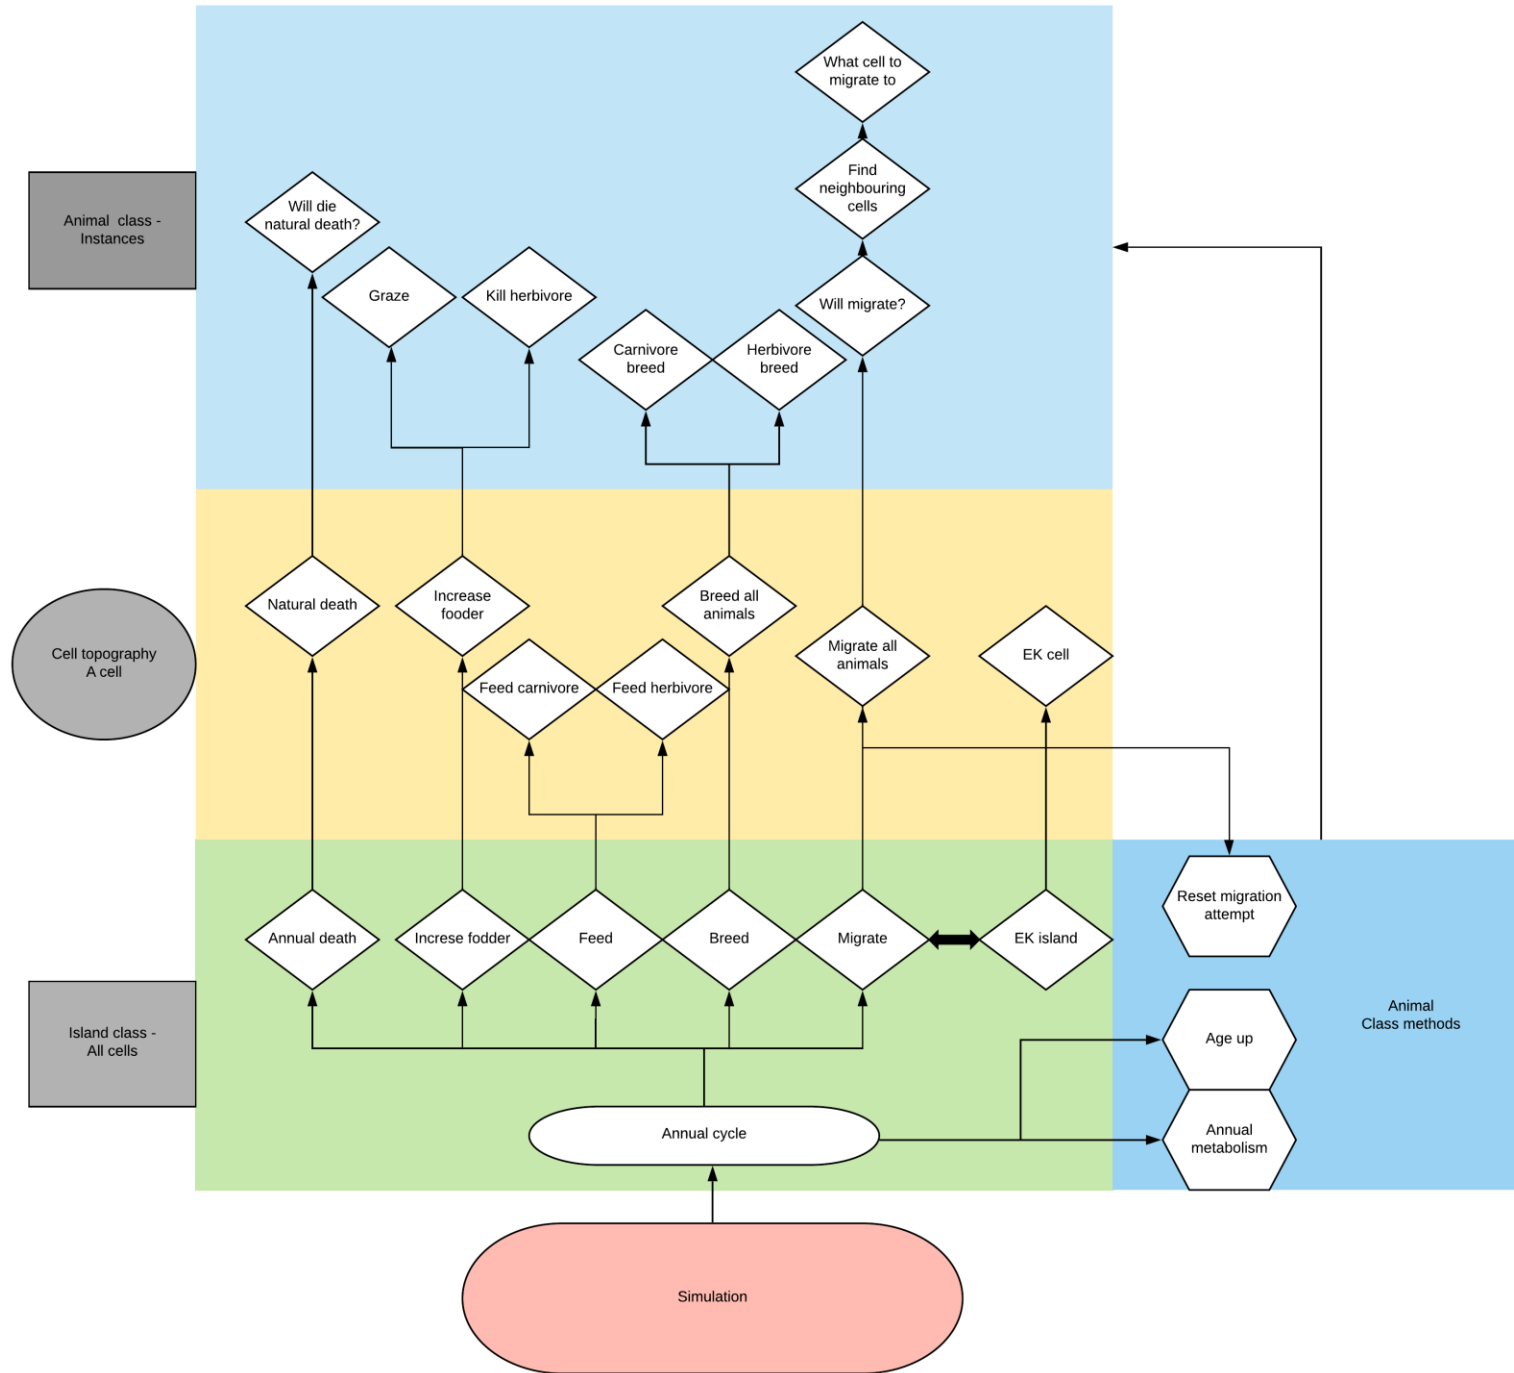 What cell to
migrate to
Find
neighbouring
cells
Will die
natural death?
Animal  class -
Instances
Graze
Kill herbivore
Will migrate?
Carnivore
breed
Herbivore
breed
Natural death
Increase
fooder
Breed all
animals
Cell topography
A cell
Migrate all
animals
EK cell
Feed carnivore
Feed herbivore
Reset migration
attempt
Annual death
Increse fodder
Feed
Breed
Migrate
EK island
Animal
Class methods
Island class -
All cells
Age up
Annual cycle
Annual
metabolism
Simulation